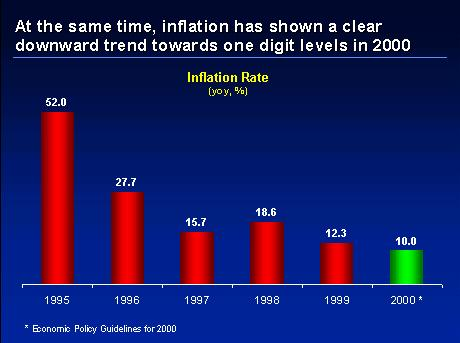 At the same time, inflation has shown a clear
downward trend towards one digit levels in 2000
Inflation Rate
(yoy, %)
52.0
27.7
15.7
18.6
12.3
10.0
1995 1996 1997 1998 1999 2000 *
* Economic Policy Guidelines for 2000